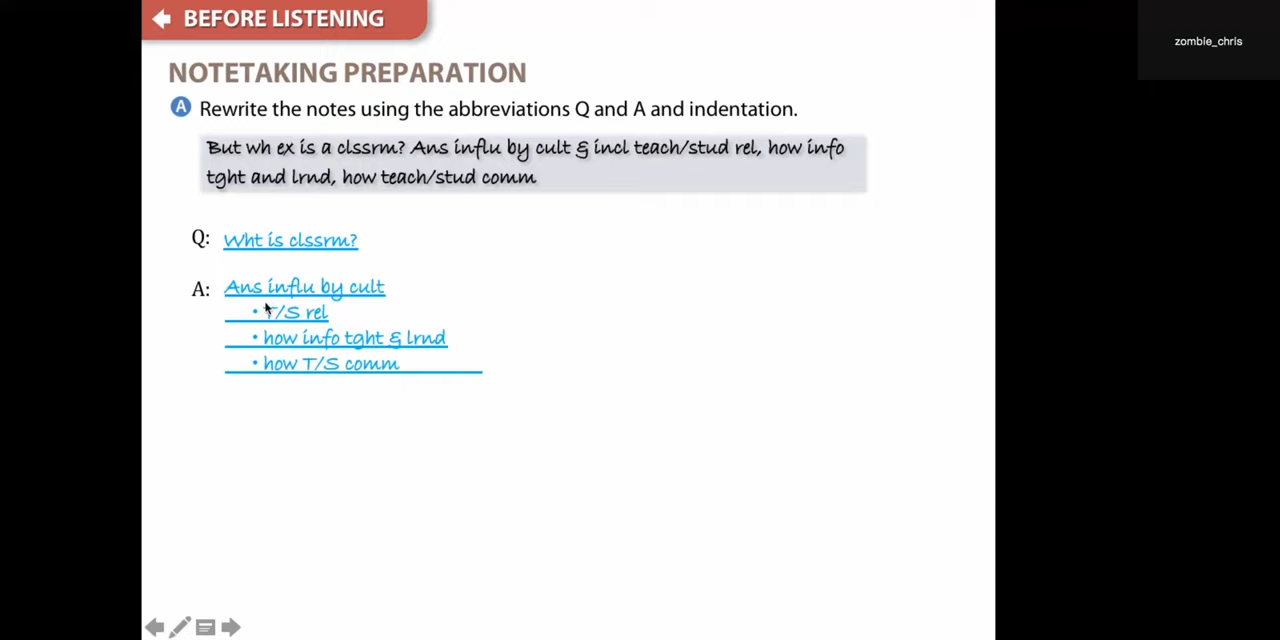 BEFORE LISTENING
zombie_chris
NOTETAKING PREPARATION
A Rewrite the notes using the abbreviations Q and A and indentation.
But wh ex is a clssrm? Ans influ by cult & incl teach/stud rel, how info
tght and lrnd, how teach/stud comm
Q: Wht is clssrm?
A: Ans influ by cult
• T/S rel
• how info tght & lrnd
• how T/S comm